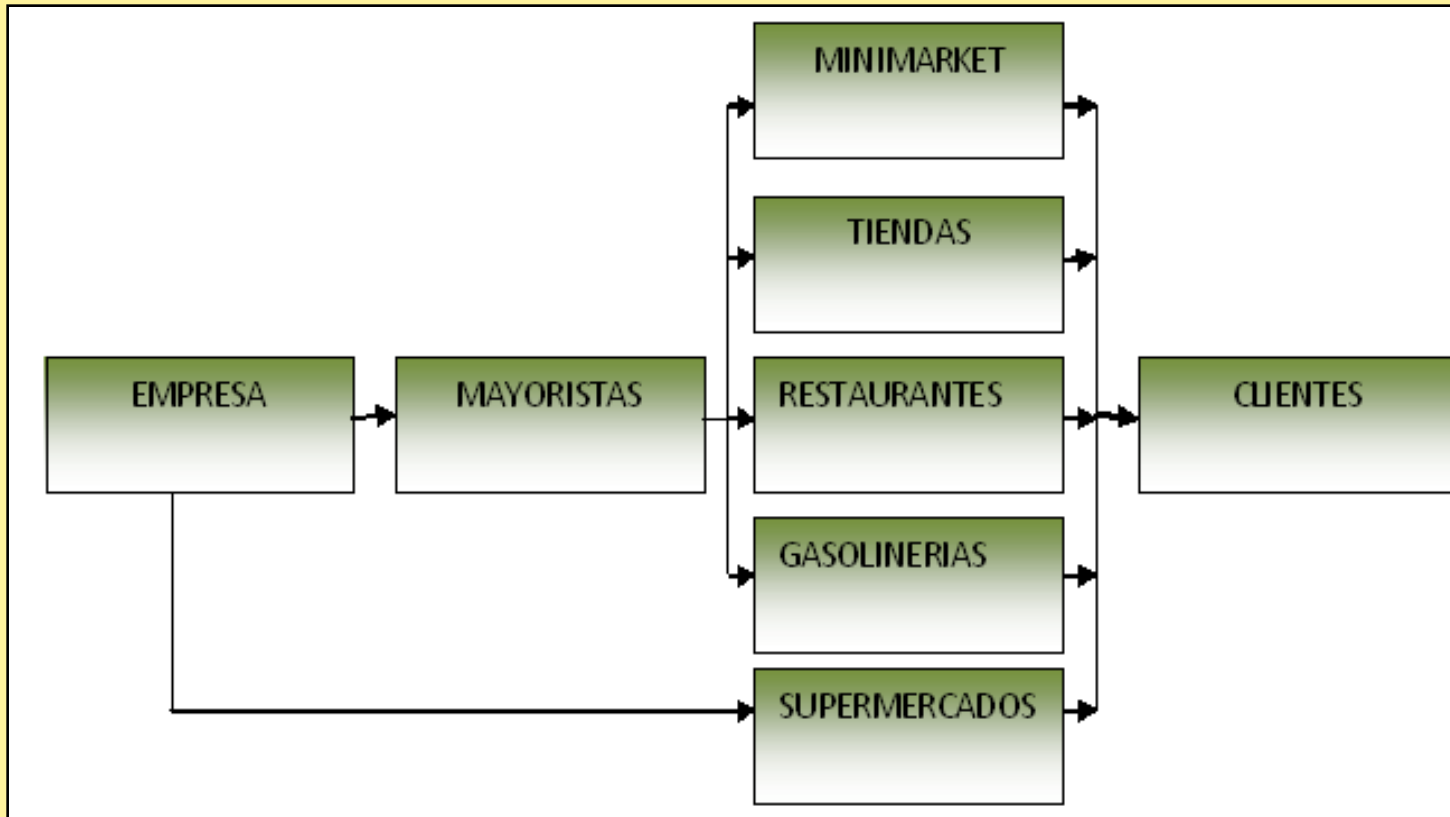 MINIMARKET
TIENDAS
EMPRESA
MAYORISTAS
RESTAURANTES
CLIENTES
GASOLINERIAS
SUPERMERCADOS